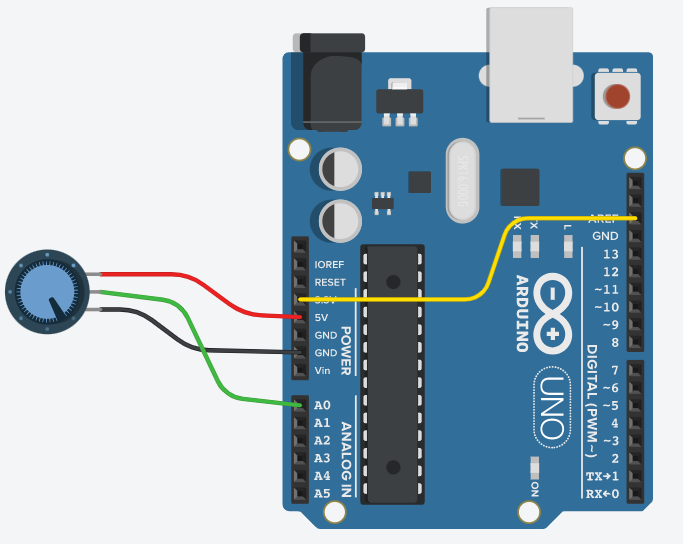 IOREF
RESET
3.3V
5V
GND
GND
Vin
POWER
A0
A1
A2
A3
A4
A5
ANALOG IN
AREF
GND
13
12
~11
~10
~9
8
7
~6
~5
4
~3
2
TX→1
RX←0
DIGITAL (PWM~)
L
ARDUINO
UNO
ON